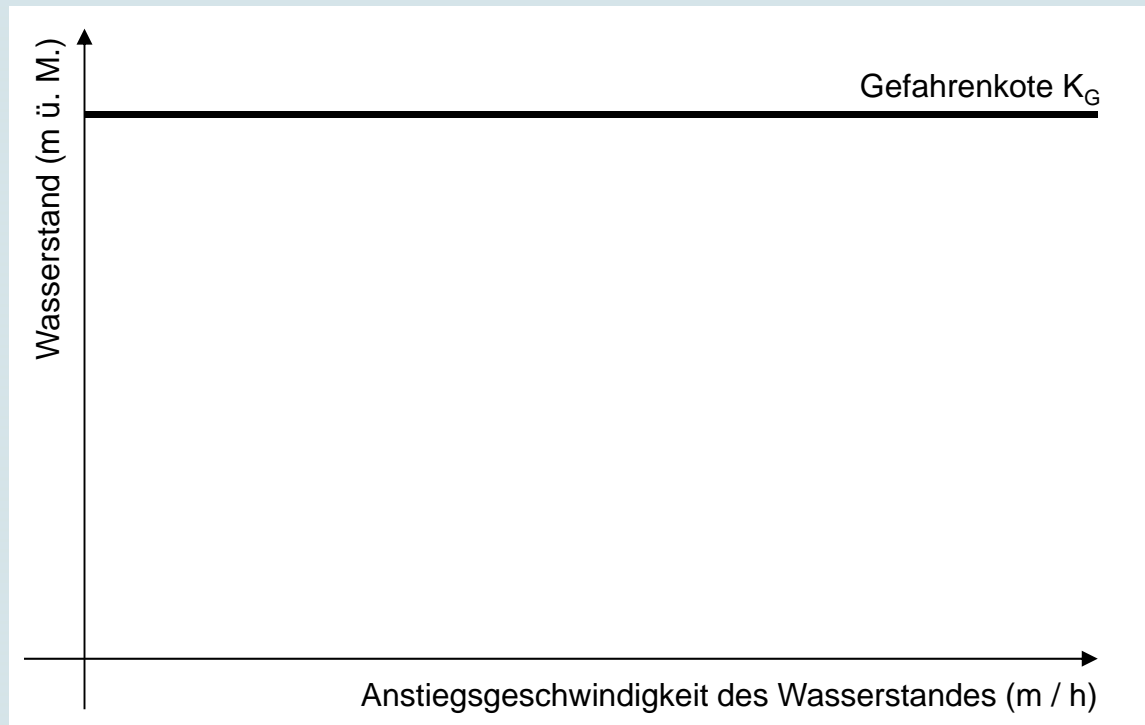 Wasserstand (m ü. M.)
Gefahrenkote K_G
Anstiegsgeschwindigkeit des Wasserstandes (m / h)